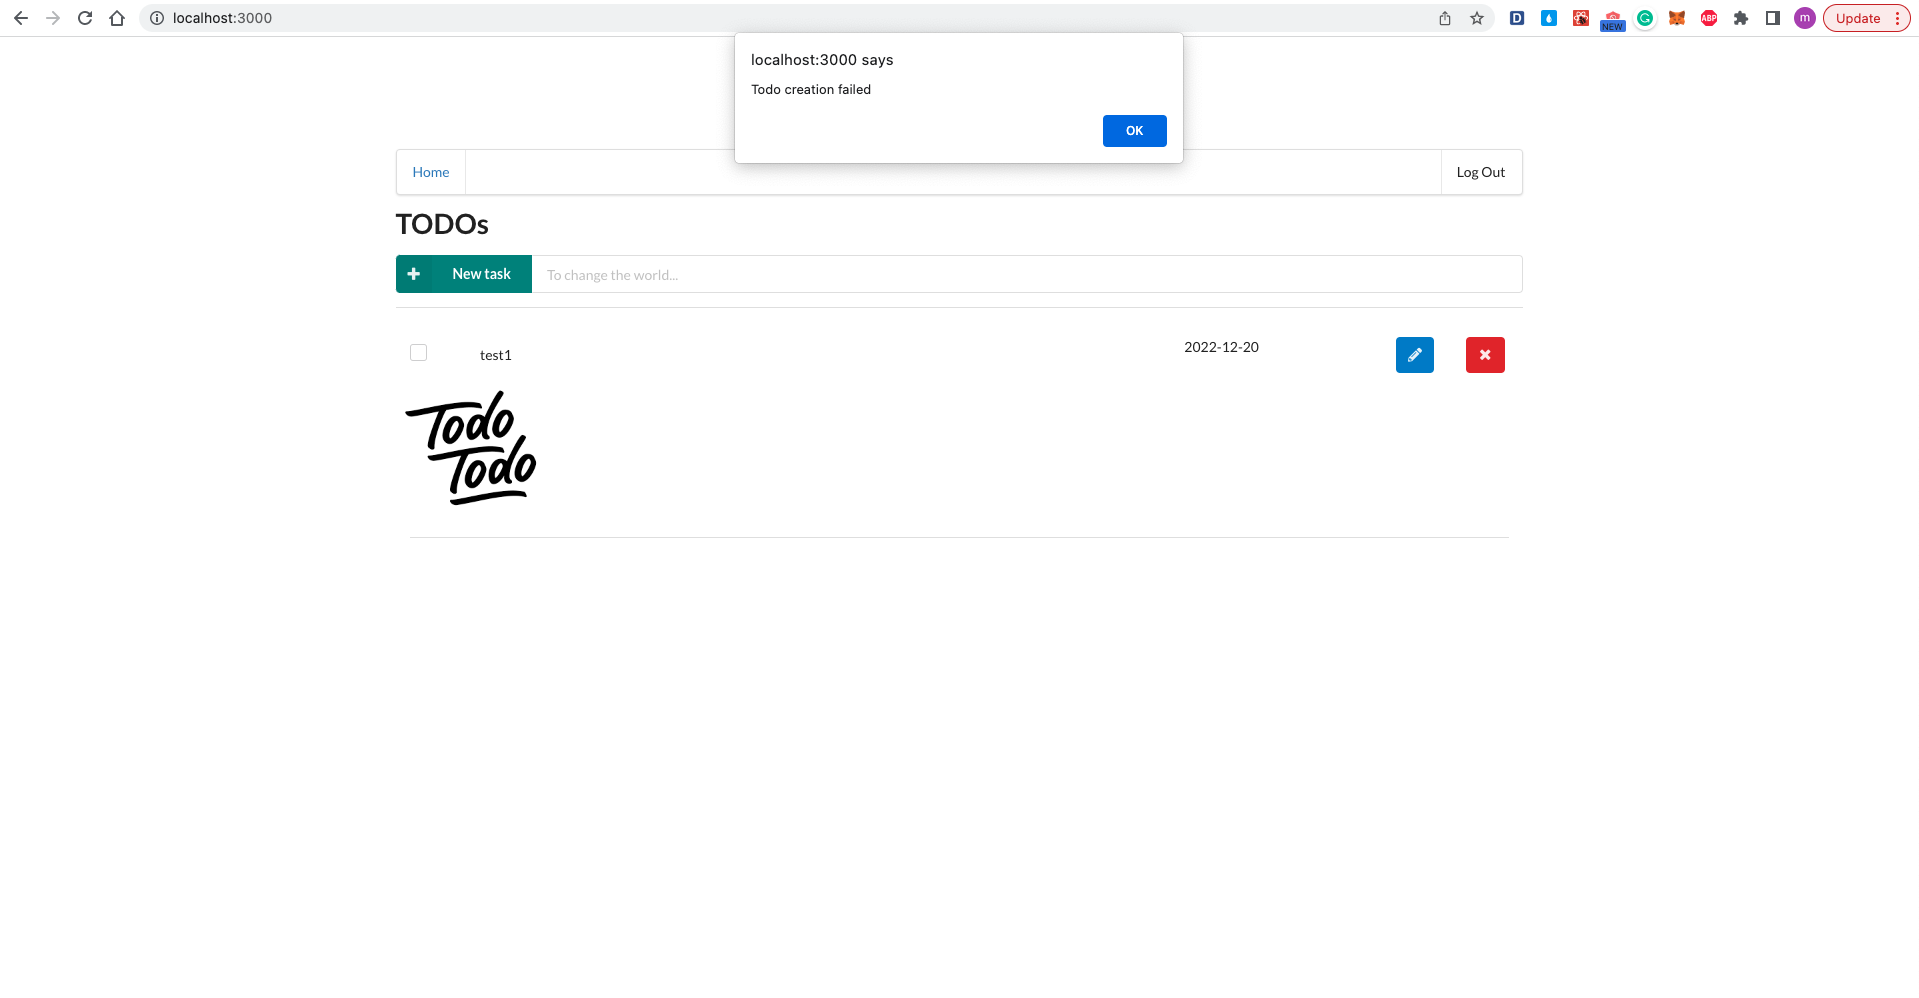 localhost:3000
D
NEW
G
ABP
m
Update
localhost:3000 says
Todo creation failed
OK
Home
Log Out
TODOs
New task
To change the world...
test1
2022-12-20
Todo
Todo